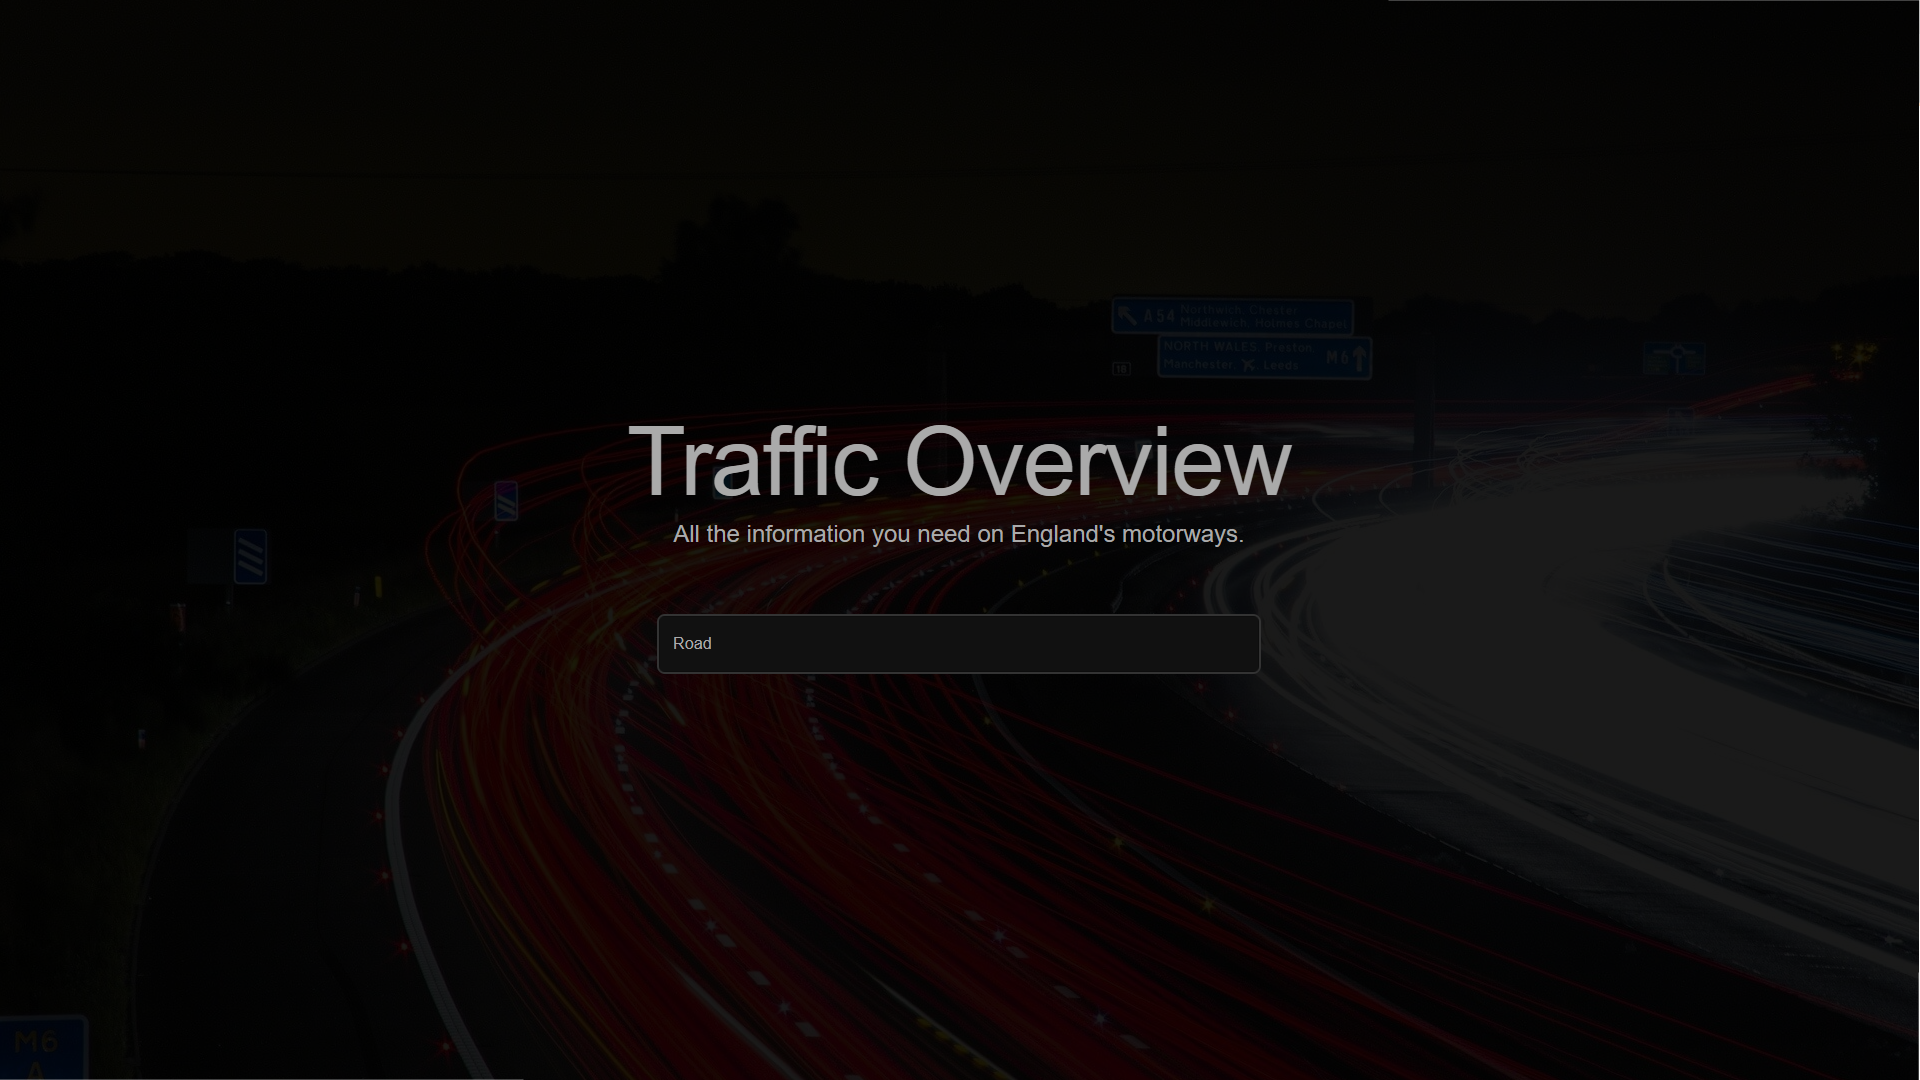 A54 Northwich, Chester
Middlewich, Holmes Chapel
NORTH WALES, Preston
Manchester Leeds M6
18
Traffic Overview
All the information you need on England's motorways.
Road
M6
A